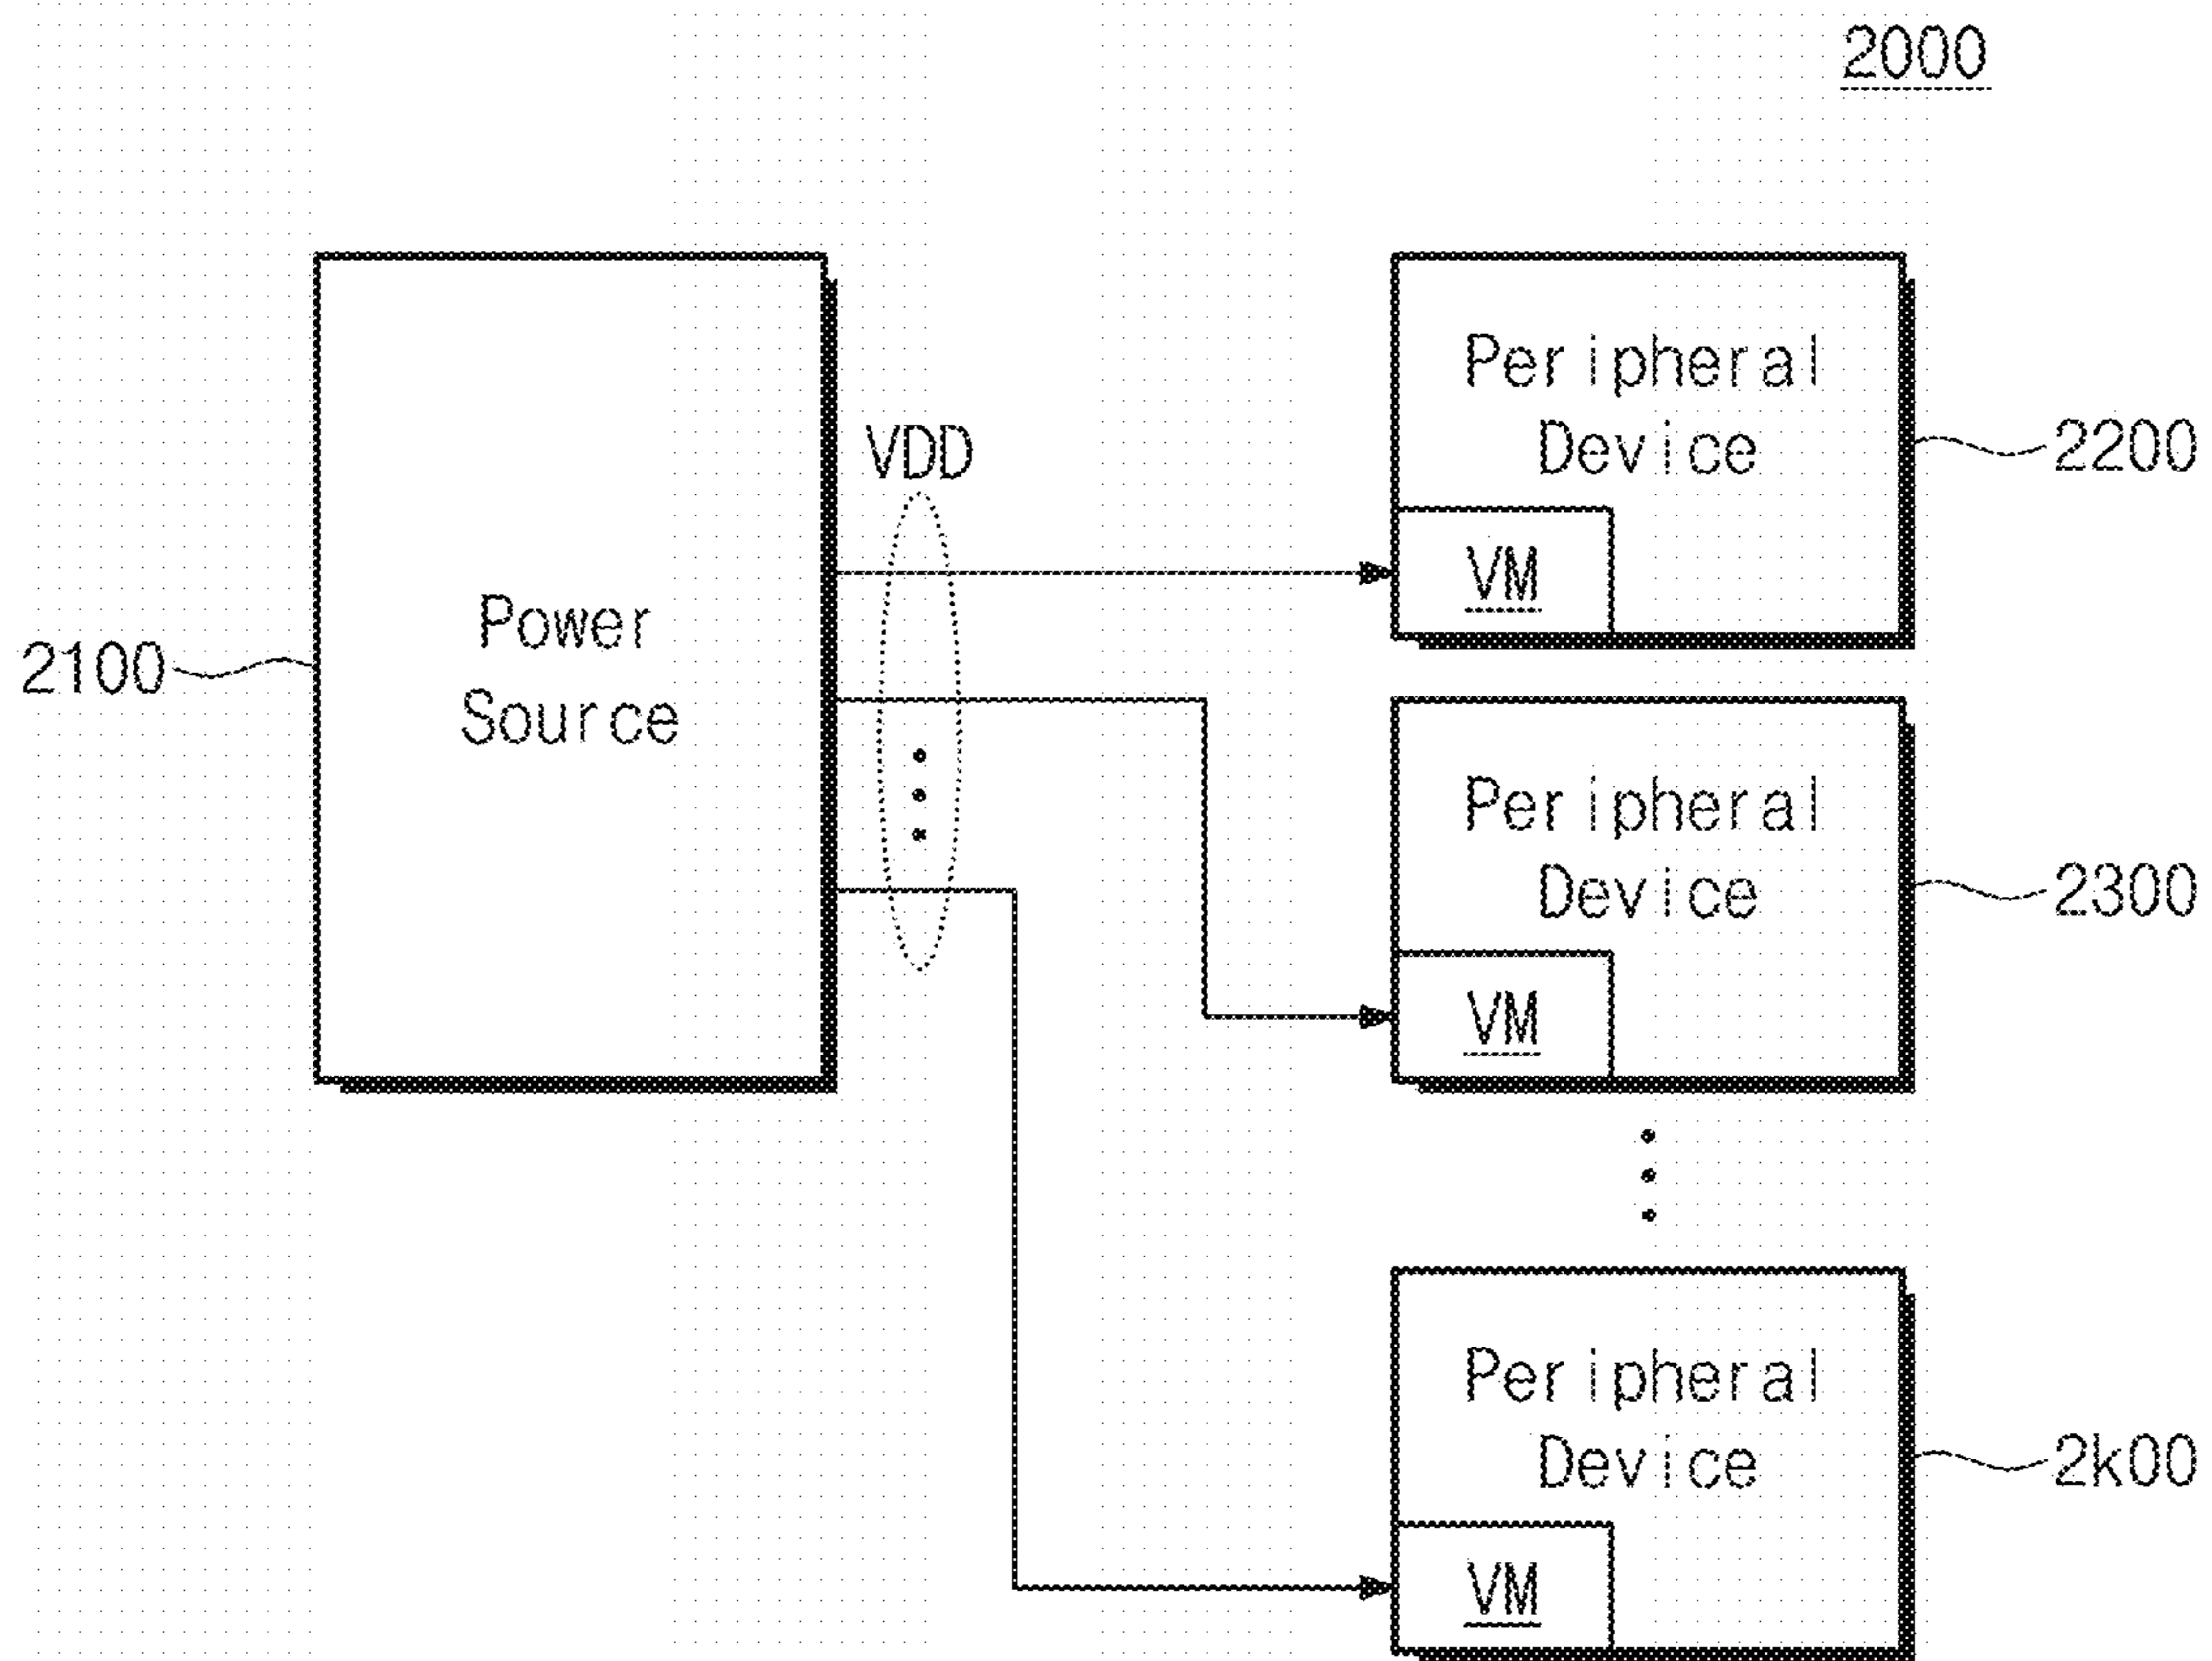 2000
2100
Power
Source
VDD
Peripheral
Device
VM
2200
Peripheral
Device
VM
2300
Peripheral
Device
VM
2k00